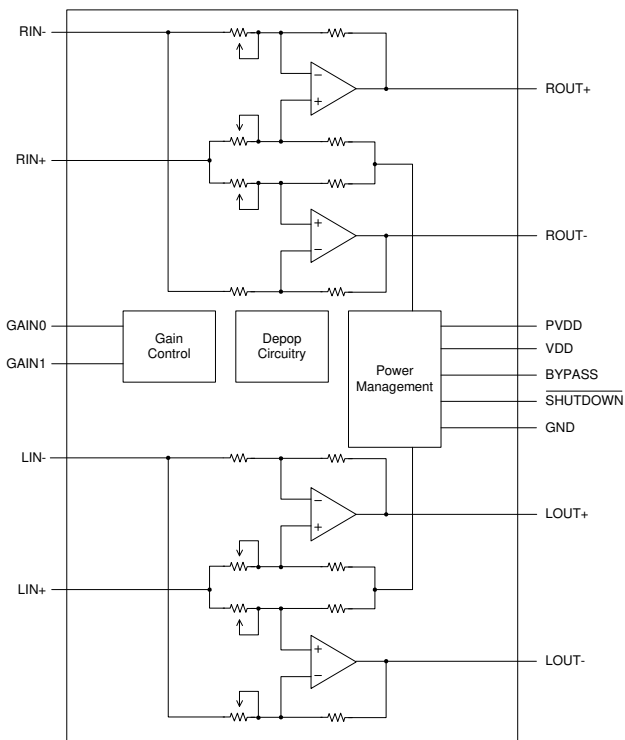 RIN-
ROUT+
RIN+
ROUT-
GAIN0
GAIN1
Gain
Control
Depop
Circuitry
Power
Management
PVDD
VDD
BYPASS
SHUTDOWN
GND
LIN-
LOUT+
LIN+
LOUT-